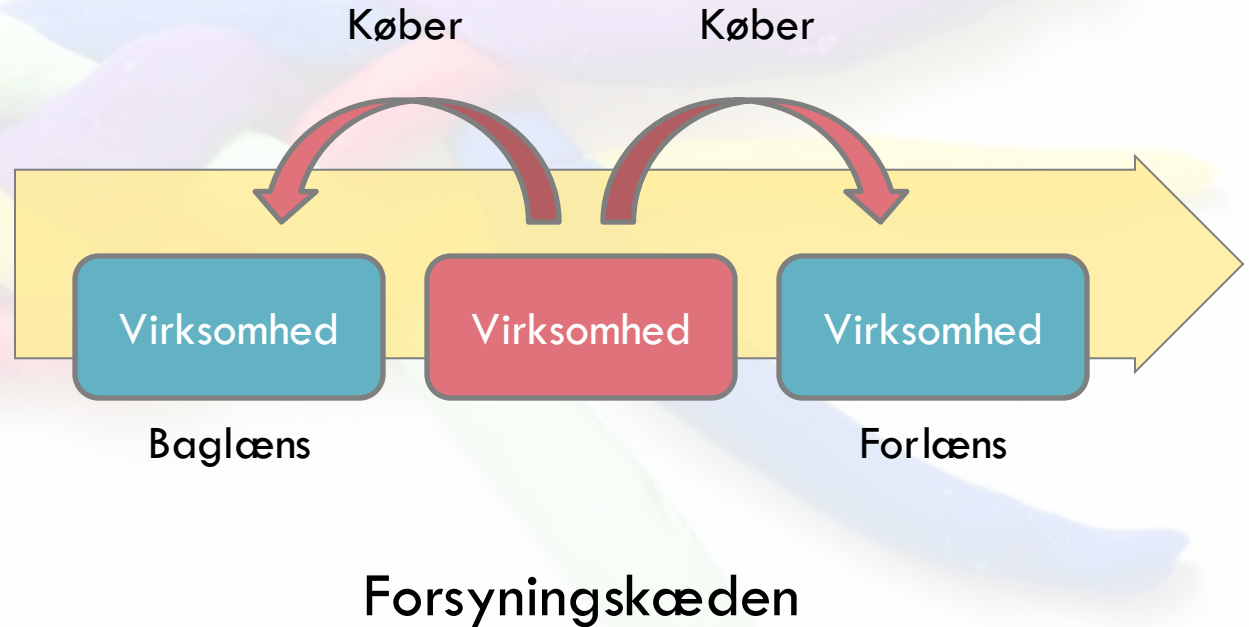 Køber Køber
Virksomhed Virksomhed Virksomhed
Baglæns Forlæns
Forsyningskæden